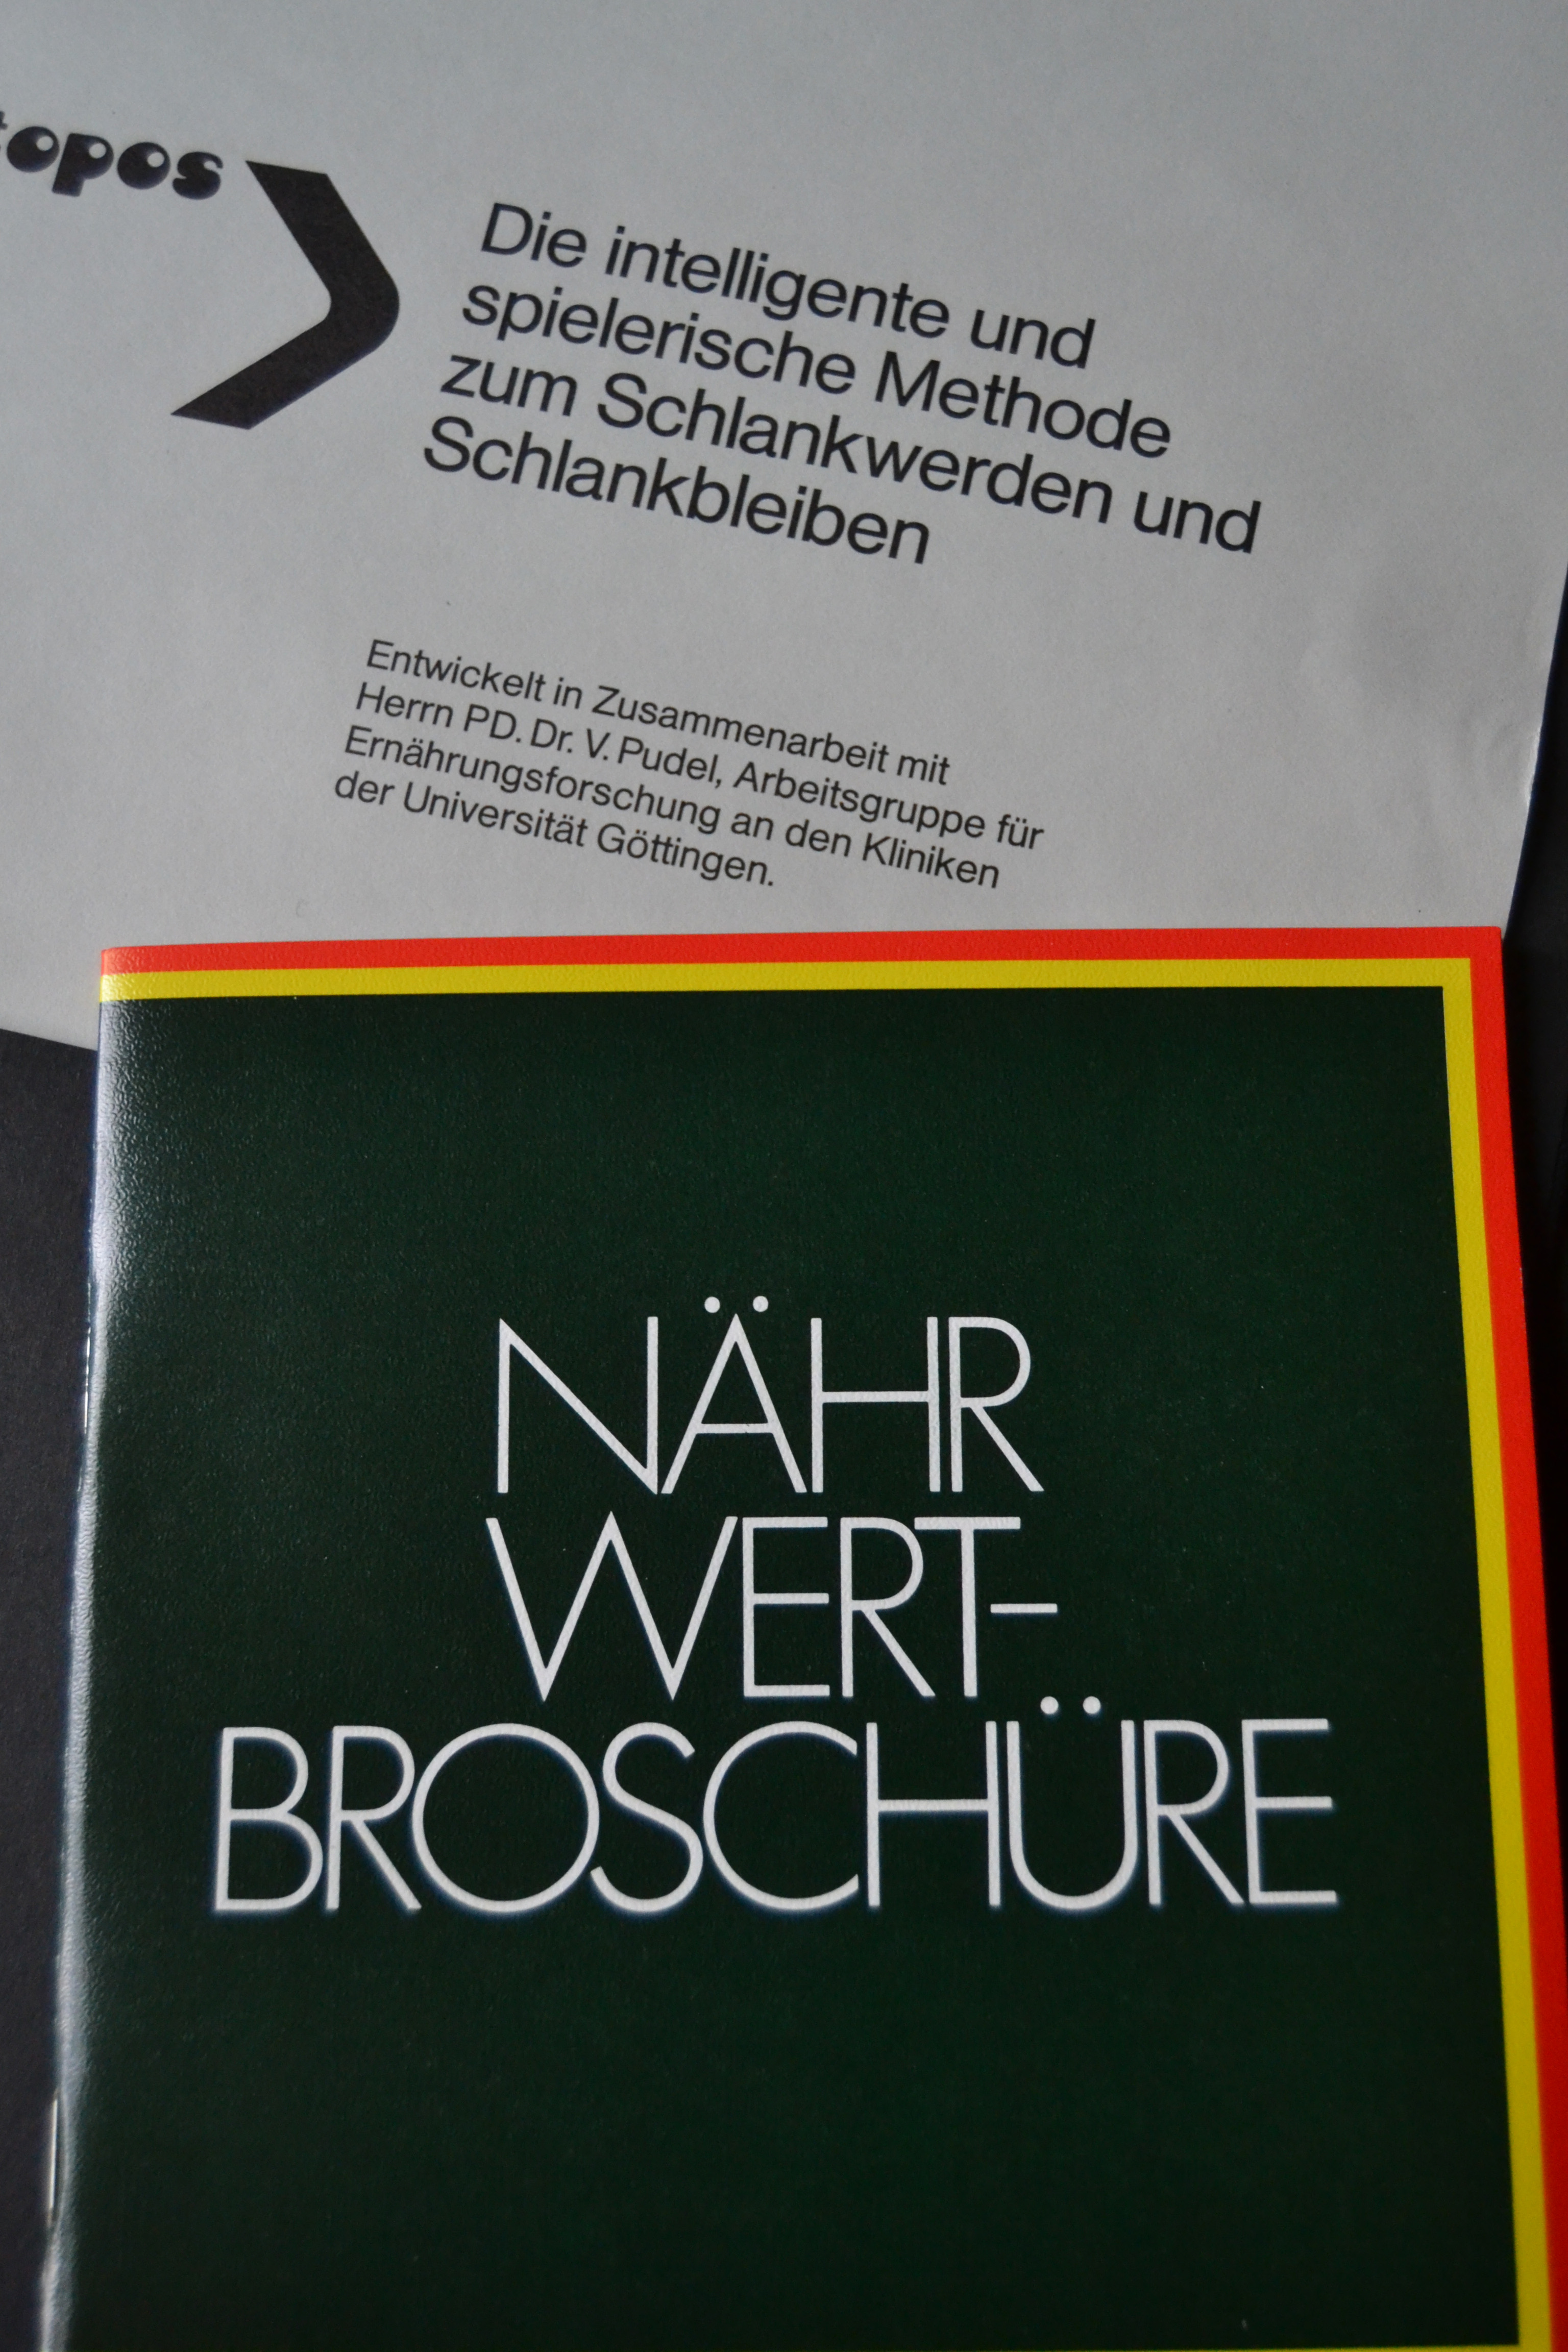 topos
Die intelligente und
spielerische Methode
zum Schlankwerden und
Schlankbleiben
Entwickelt in Zusammenarbeit mit
Herrn PD. Dr. V. Pudel, Arbeitsgruppe für
Ernährungsforschung an den Kliniken
der Universität Göttingen.
NÄHR
WERT-
BROSCHÜRE